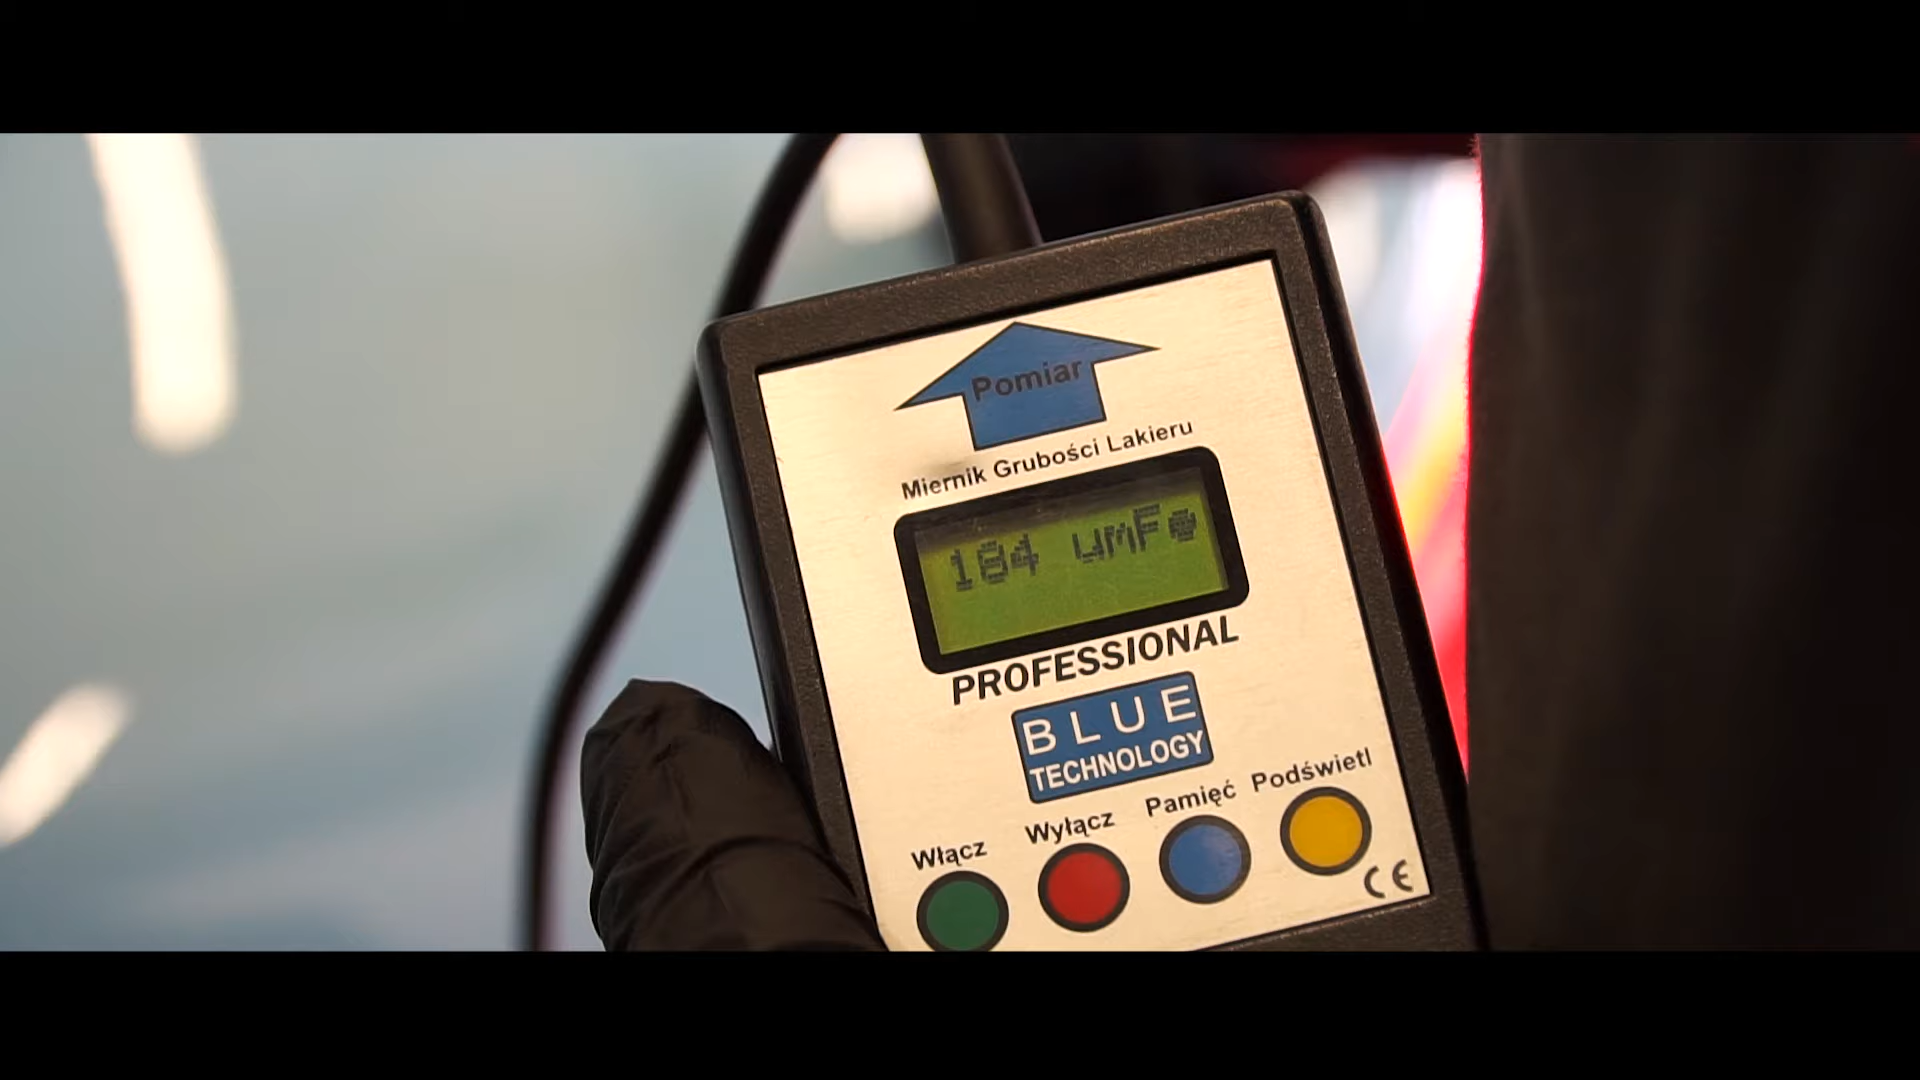 Pomiar
Miernik Grubości Lakieru
184 umFe
PROFESSIONAL
BLUE
TECHNOLOGY
Włącz Wyłącz Pamięć Podświetl
CE